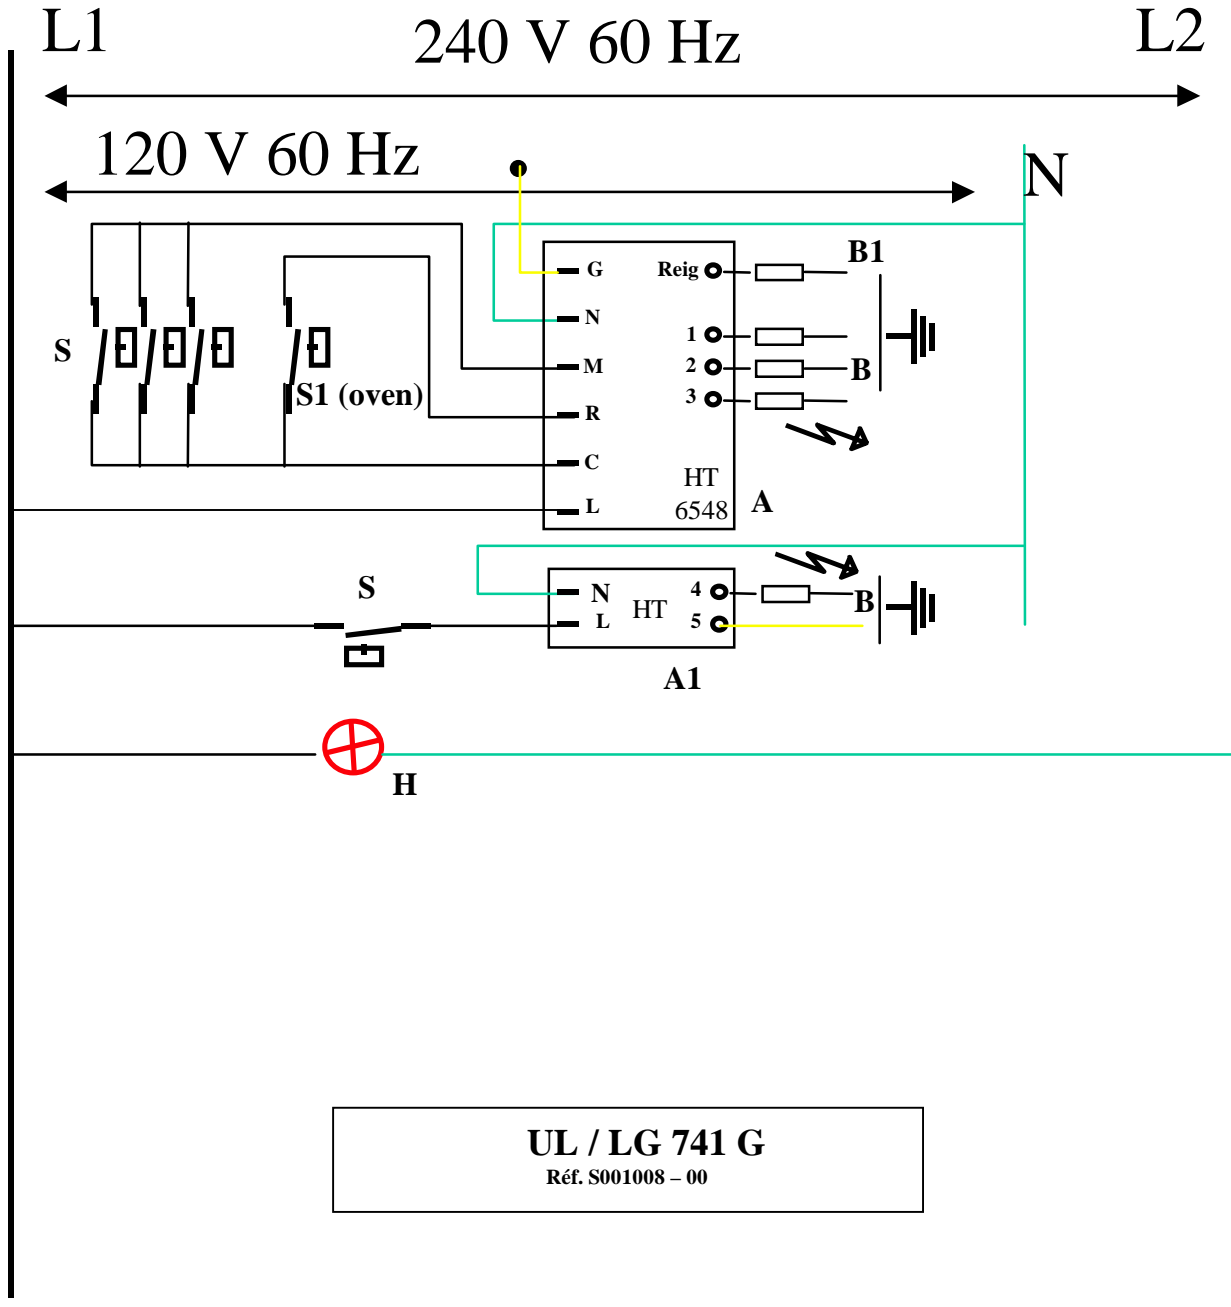 L1 240 V 60 Hz L2
120 V 60 Hz N
G Reig B1
N
S 1
M 2 B
S1 (oven) 3
R
C HT
L 6548 A
S N HT 4 B
L 5
A1
H
UL / LG 741 G
Réf. S001008 – 00